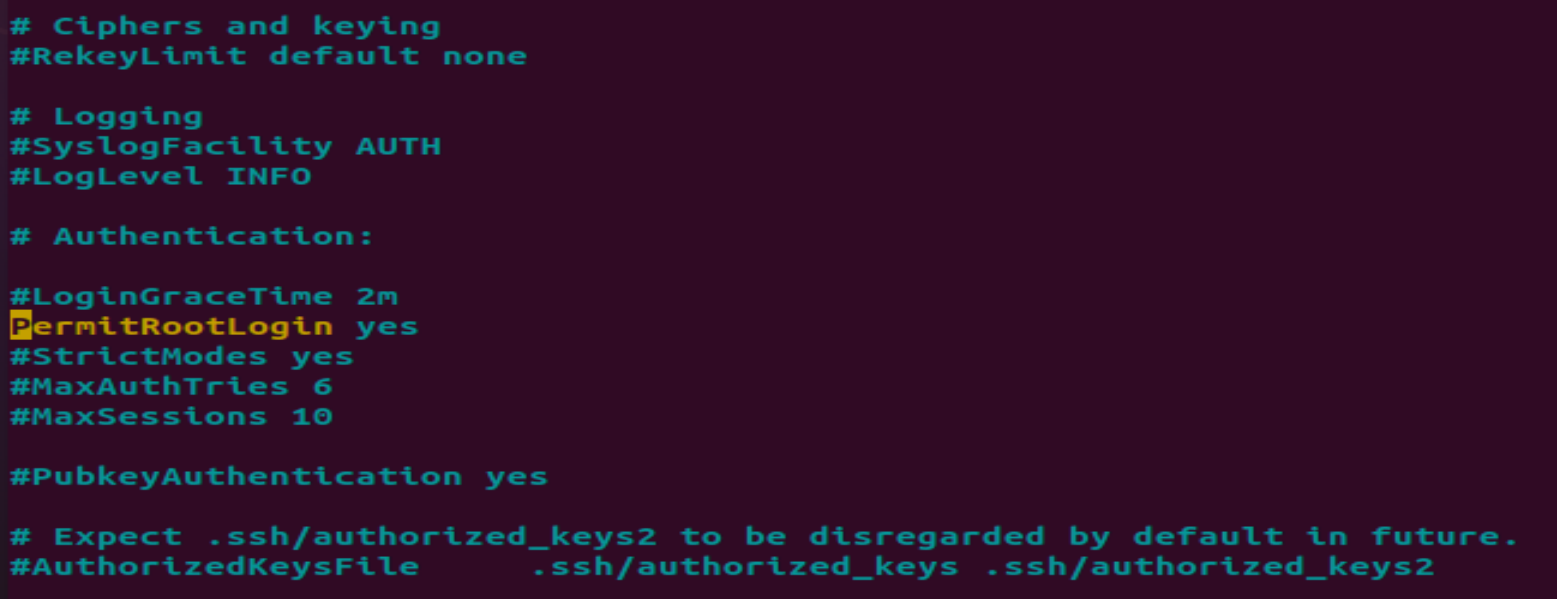 # Ciphers and keying
#RekeyLimit default none
# Logging
#SyslogFacility AUTH
#LogLevel INFO
# Authentication:
#LoginGraceTime 2m
PermitRootLogin yes
#StrictModes yes
#MaxAuthTries 6
#MaxSessions 10
#PubkeyAuthentication yes
# Expect .ssh/authorized_keys2 to be disregarded by default in future.
#AuthorizedKeysFile     .ssh/authorized_keys .ssh/authorized_keys2